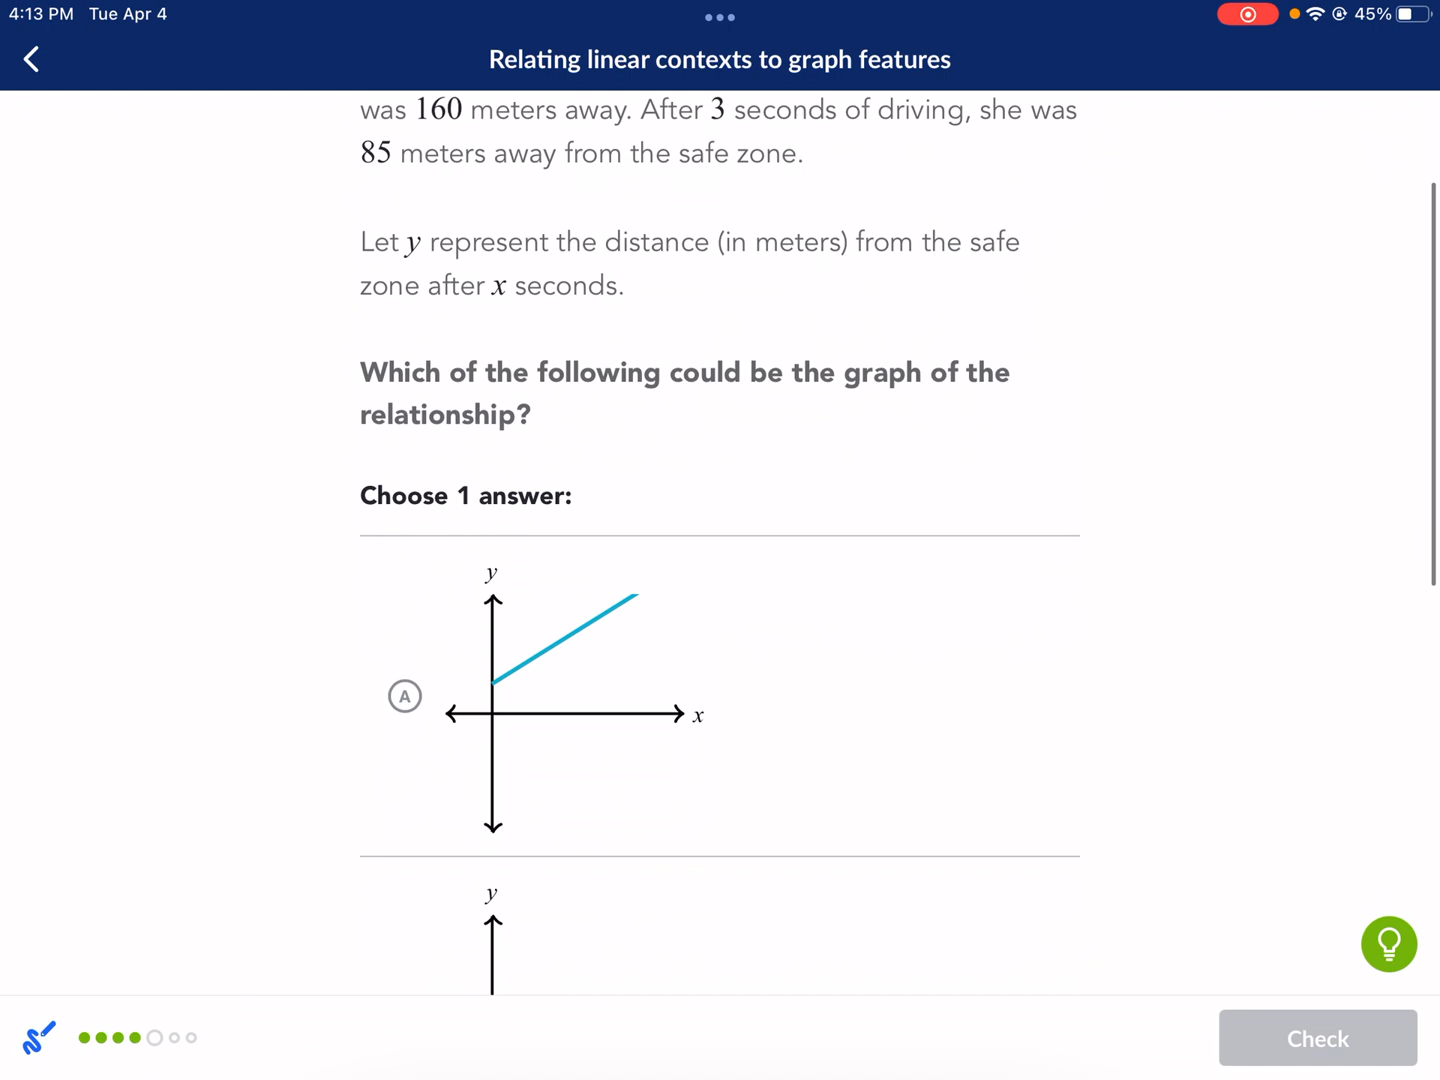 4:13 PM Tue Apr 4
45%
Relating linear contexts to graph features
was 160 meters away. After 3 seconds of driving, she was
85 meters away from the safe zone.
Let y represent the distance (in meters) from the safe
zone after x seconds.
Which of the following could be the graph of the
relationship?
Choose 1 answer:
y
A
x
y
Check